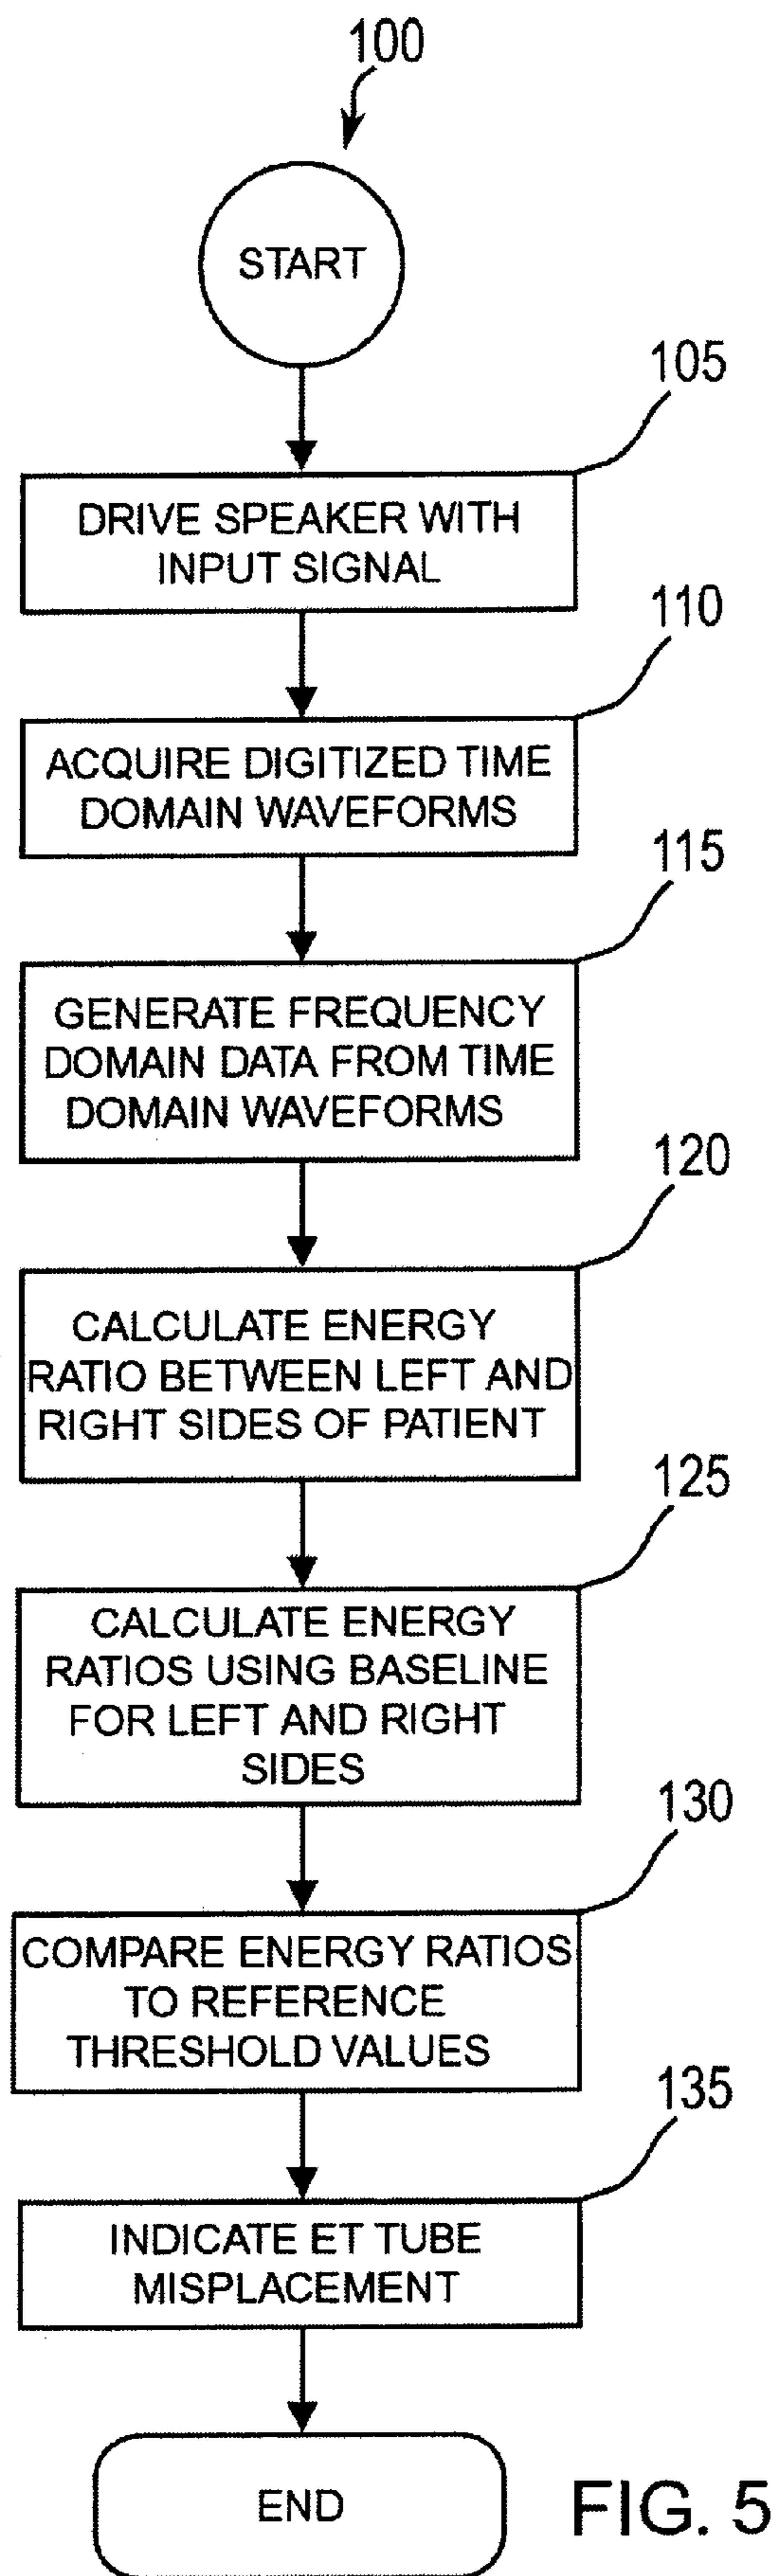 100
START
105
DRIVE SPEAKER WITH
INPUT SIGNAL
110
ACQUIRE DIGITIZED TIME
DOMAIN WAVEFORMS
115
GENERATE FREQUENCY
DOMAIN DATA FROM TIME
DOMAIN WAVEFORMS
120
CALCULATE ENERGY
RATIO BETWEEN LEFT AND
RIGHT SIDES OF PATIENT
125
CALCULATE ENERGY
RATIOS USING BASELINE
FOR LEFT AND RIGHT
SIDES
130
COMPARE ENERGY RATIOS
TO REFERENCE
THRESHOLD VALUES
135
INDICATE ET TUBE
MISPLACEMENT
END
FIG. 5